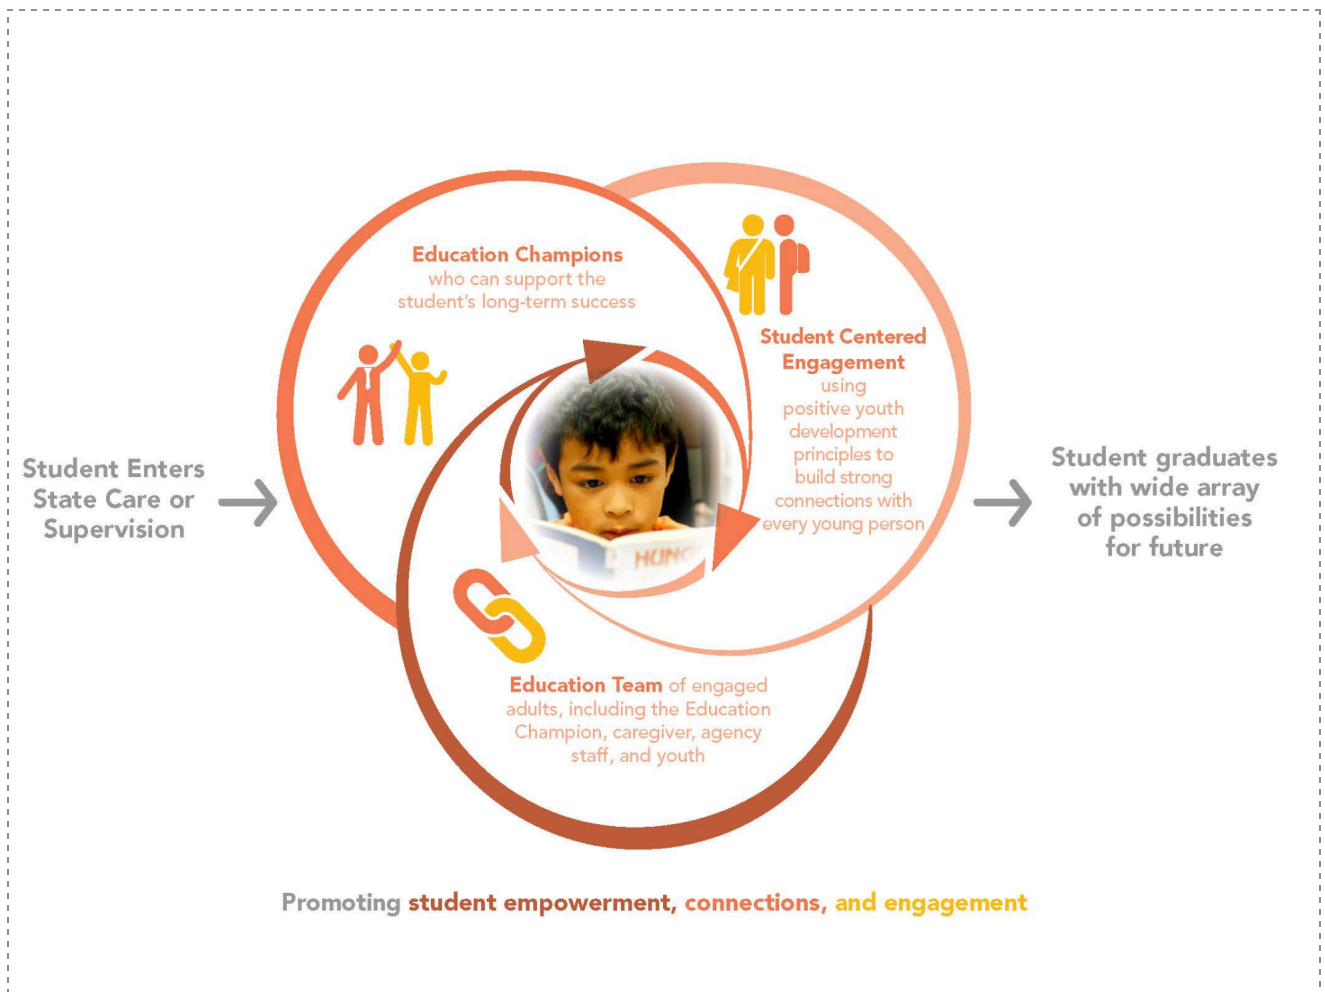 Education Champions
who can support the
student's long-term success
Student Centered
Engagement
using
positive youth
development
principles to
build strong
connections with
every young person
Student Enters
State Care or
Supervision
Student graduates
with wide array
of possibilities
for future
HUNG
Education Team of engaged
adults, including the Education
Champion, caregiver, agency
staff, and youth
Promoting student empowerment, connections, and engagement